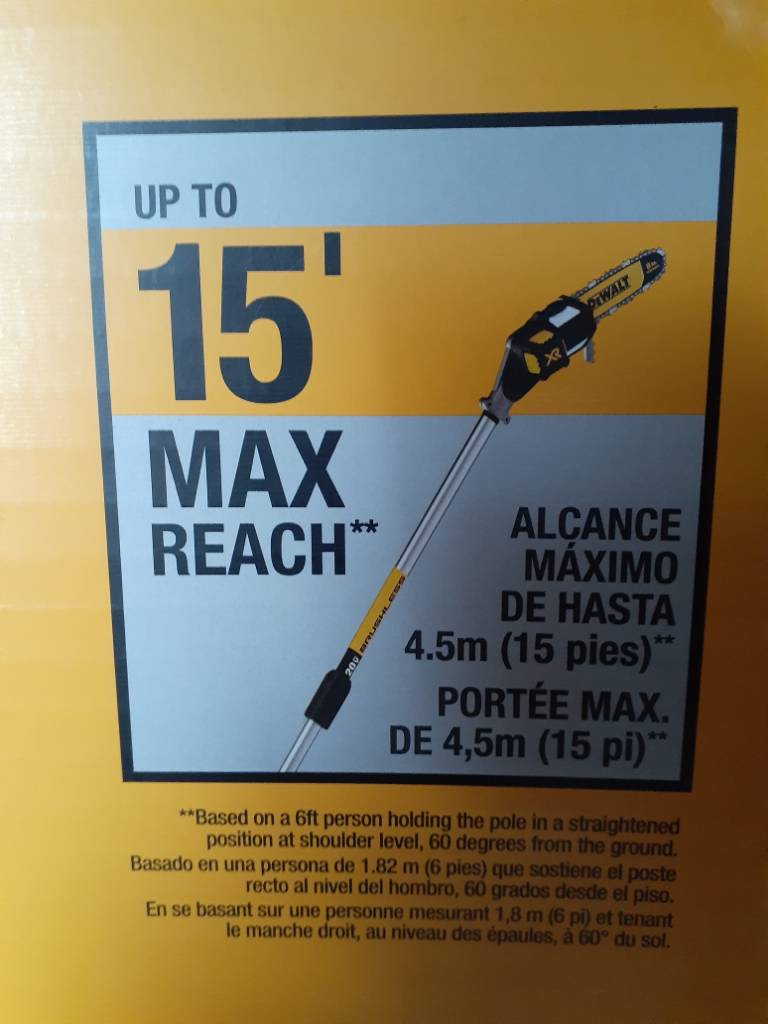 UP TO
15'
MAX
REACH**
DEWALT
XR
BRUSHLESS
20V
ALCANCE
MÁXIMO
DE HASTA
4.5m (15 pies)**
PORTÉE MAX.
DE 4,5m (15 pi)**
**Based on a 6ft person holding the pole in a straightened
position at shoulder level, 60 degrees from the ground.
Basado en una persona de 1.82 m (6 pies) que sostiene el poste
recto al nivel del hombro, 60 grados desde el piso.
En se basant sur une personne mesurant 1,8 m (6 pi) et tenant
le manche droit, au niveau des épaules, à 60° du sol.